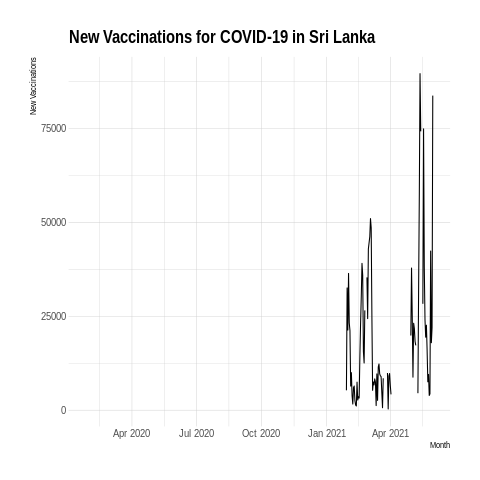 New Vaccinations for COVID-19 in Sri Lanka
New Vaccinations
75000
50000
25000
0
Apr 2020 Jul 2020 Oct 2020 Jan 2021 Apr 2021
Month